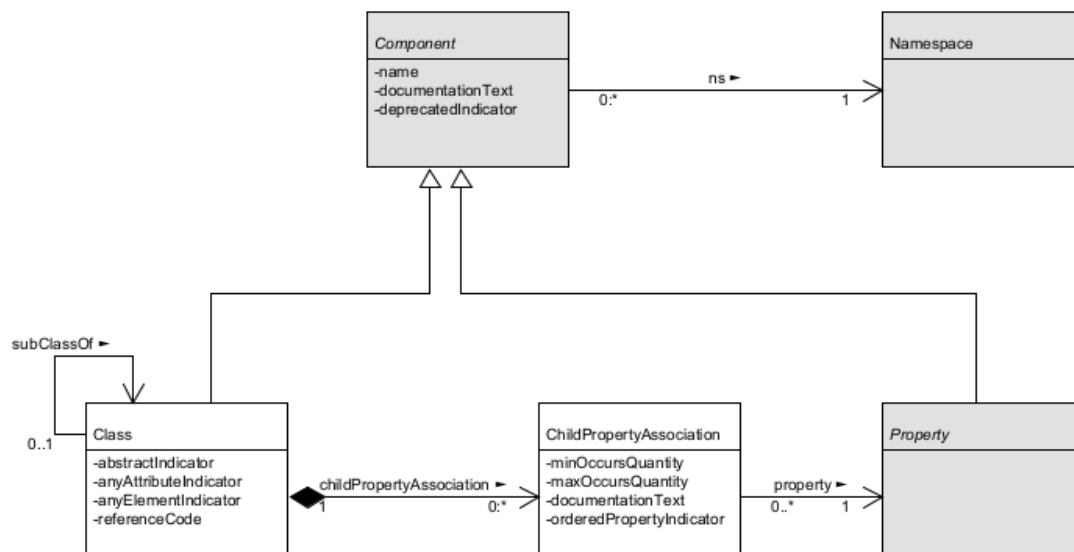 Component
-name
-documentationText
-deprecatedIndicator
ns ►
0:*
1
Namespace
subClassOf ►
0..1
Class
-abstractIndicator
-anyAttributeIndicator
-anyElementIndicator
-referenceCode
childPropertyAssociation ►
1
0:*
ChildPropertyAssociation
-minOccursQuantity
-maxOccursQuantity
-documentationText
-orderedPropertyIndicator
property ►
0..*
1
Property